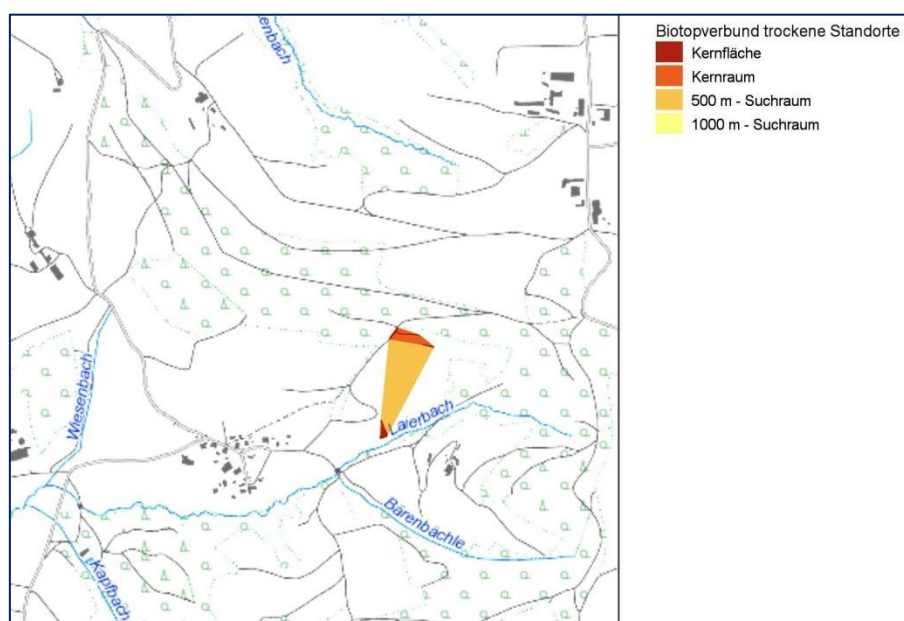 Biotopverbund trockene Standorte
Kernfläche
Kernraum
500 m - Suchraum
1000 m - Suchraum
enbach
Wiesenbach
Laierbach
Bärenbächle
Kapfbach